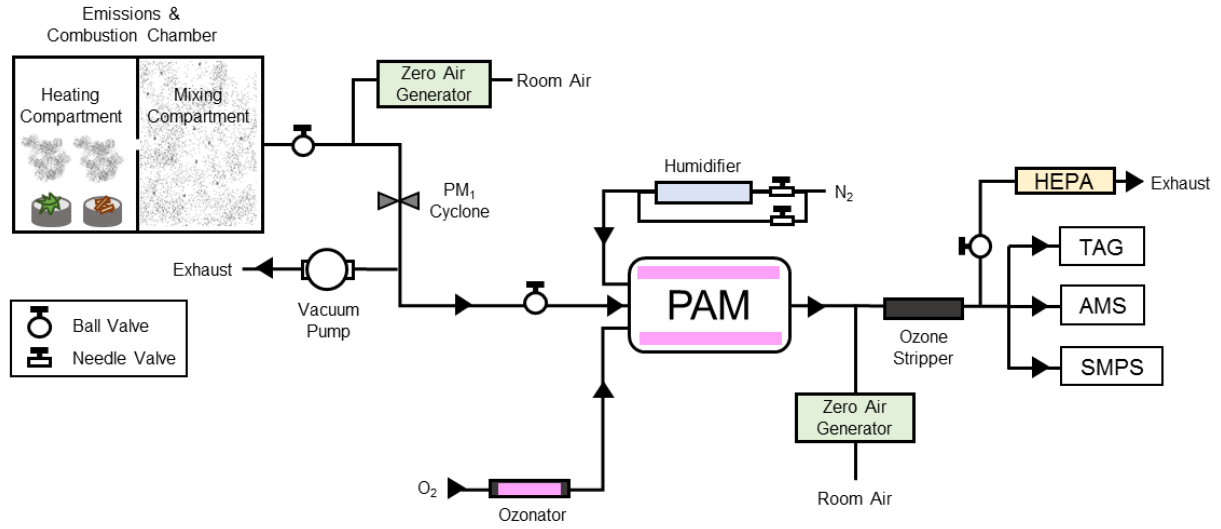 Emissions &
Combustion Chamber
Heating
Compartment
Mixing
Compartment
Zero Air
Generator
Room Air
PM₁
Cyclone
Exhaust
Vacuum
Pump
Ball Valve
Needle Valve
Humidifier
N₂
PAM
O₂
Ozonator
Ozone
Stripper
Zero Air
Generator
Room Air
HEPA
Exhaust
TAG
AMS
SMPS